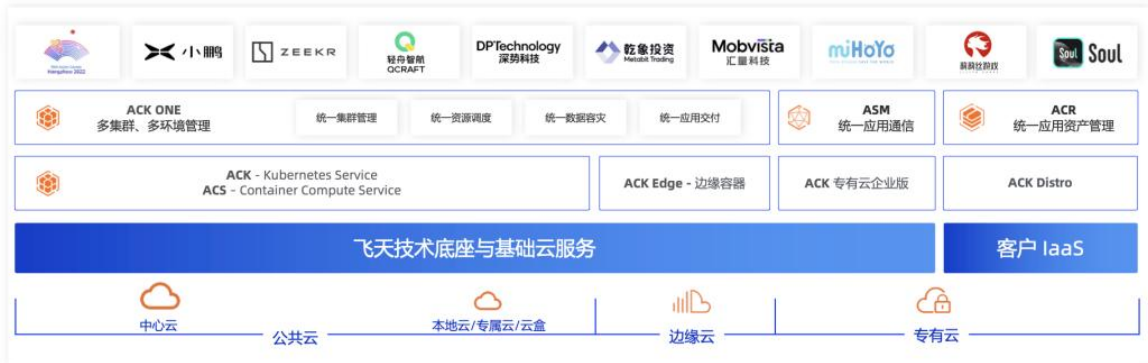 Hangzhou 2022
小鹏
ZEEKR
轻舟智航
QCRAFT
DPTechnology
深势科技
乾象投资
Metabit Trading
Mobvista
汇量科技
miHoYo
Soul
Soul
ACK ONE
多集群、多环境管理
统一集群管理
统一资源调度
统一数据容灾
统一应用交付
ASM
统一应用通信
ACR
统一应用资产管理
ACK - Kubernetes Service
ACS - Container Compute Service
ACK Edge - 边缘容器
ACK 专有云企业版
ACK Distro
飞天技术底座与基础云服务
客户 IaaS
中心云
公共云
本地云/专属云/云盒
边缘云
专有云